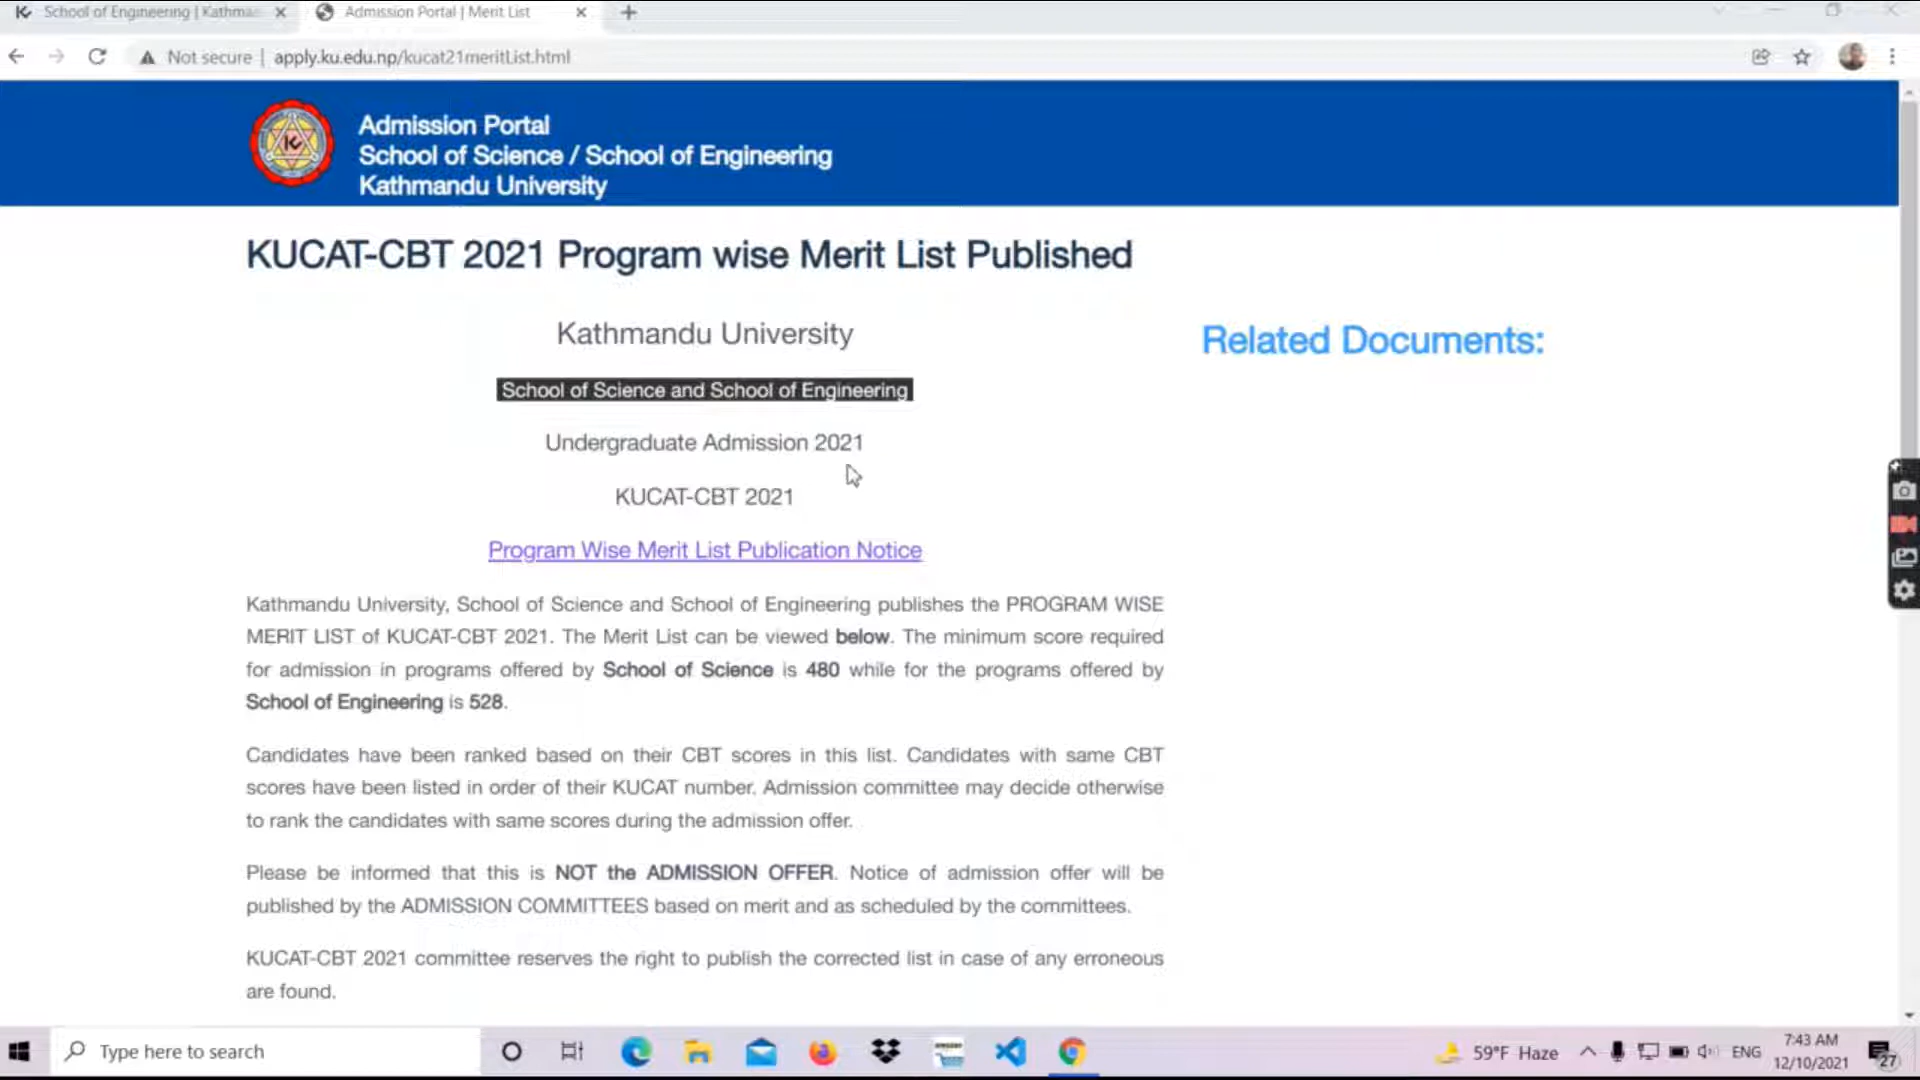 School of Engineering | Kathma
Admission Portal | Merit List
Not secure | apply.ku.edu.np/kucat21meritList.html
Admission Portal
School of Science / School of Engineering
Kathmandu University
KUCAT-CBT 2021 Program wise Merit List Published
Kathmandu University
Related Documents:
School of Science and School of Engineering
Undergraduate Admission 2021
KUCAT-CBT 2021
Program Wise Merit List Publication Notice
Kathmandu University, School of Science and School of Engineering publishes the PROGRAM WISE
MERIT LIST of KUCAT-CBT 2021. The Merit List can be viewed below. The minimum score required
for admission in programs offered by School of Science is 480 while for the programs offered by
School of Engineering is 528.
Candidates have been ranked based on their CBT scores in this list. Candidates with same CBT
scores have been listed in order of their KUCAT number. Admission committee may decide otherwise
to rank the candidates with same scores during the admission offer.
Please be informed that this is NOT the ADMISSION OFFER. Notice of admission offer will be
published by the ADMISSION COMMITTEES based on merit and as scheduled by the committees.
KUCAT-CBT 2021 committee reserves the right to publish the corrected list in case of any erroneous
are found.
Type here to search
59°F Haze
ENG
7:43 AM
12/10/2021
27